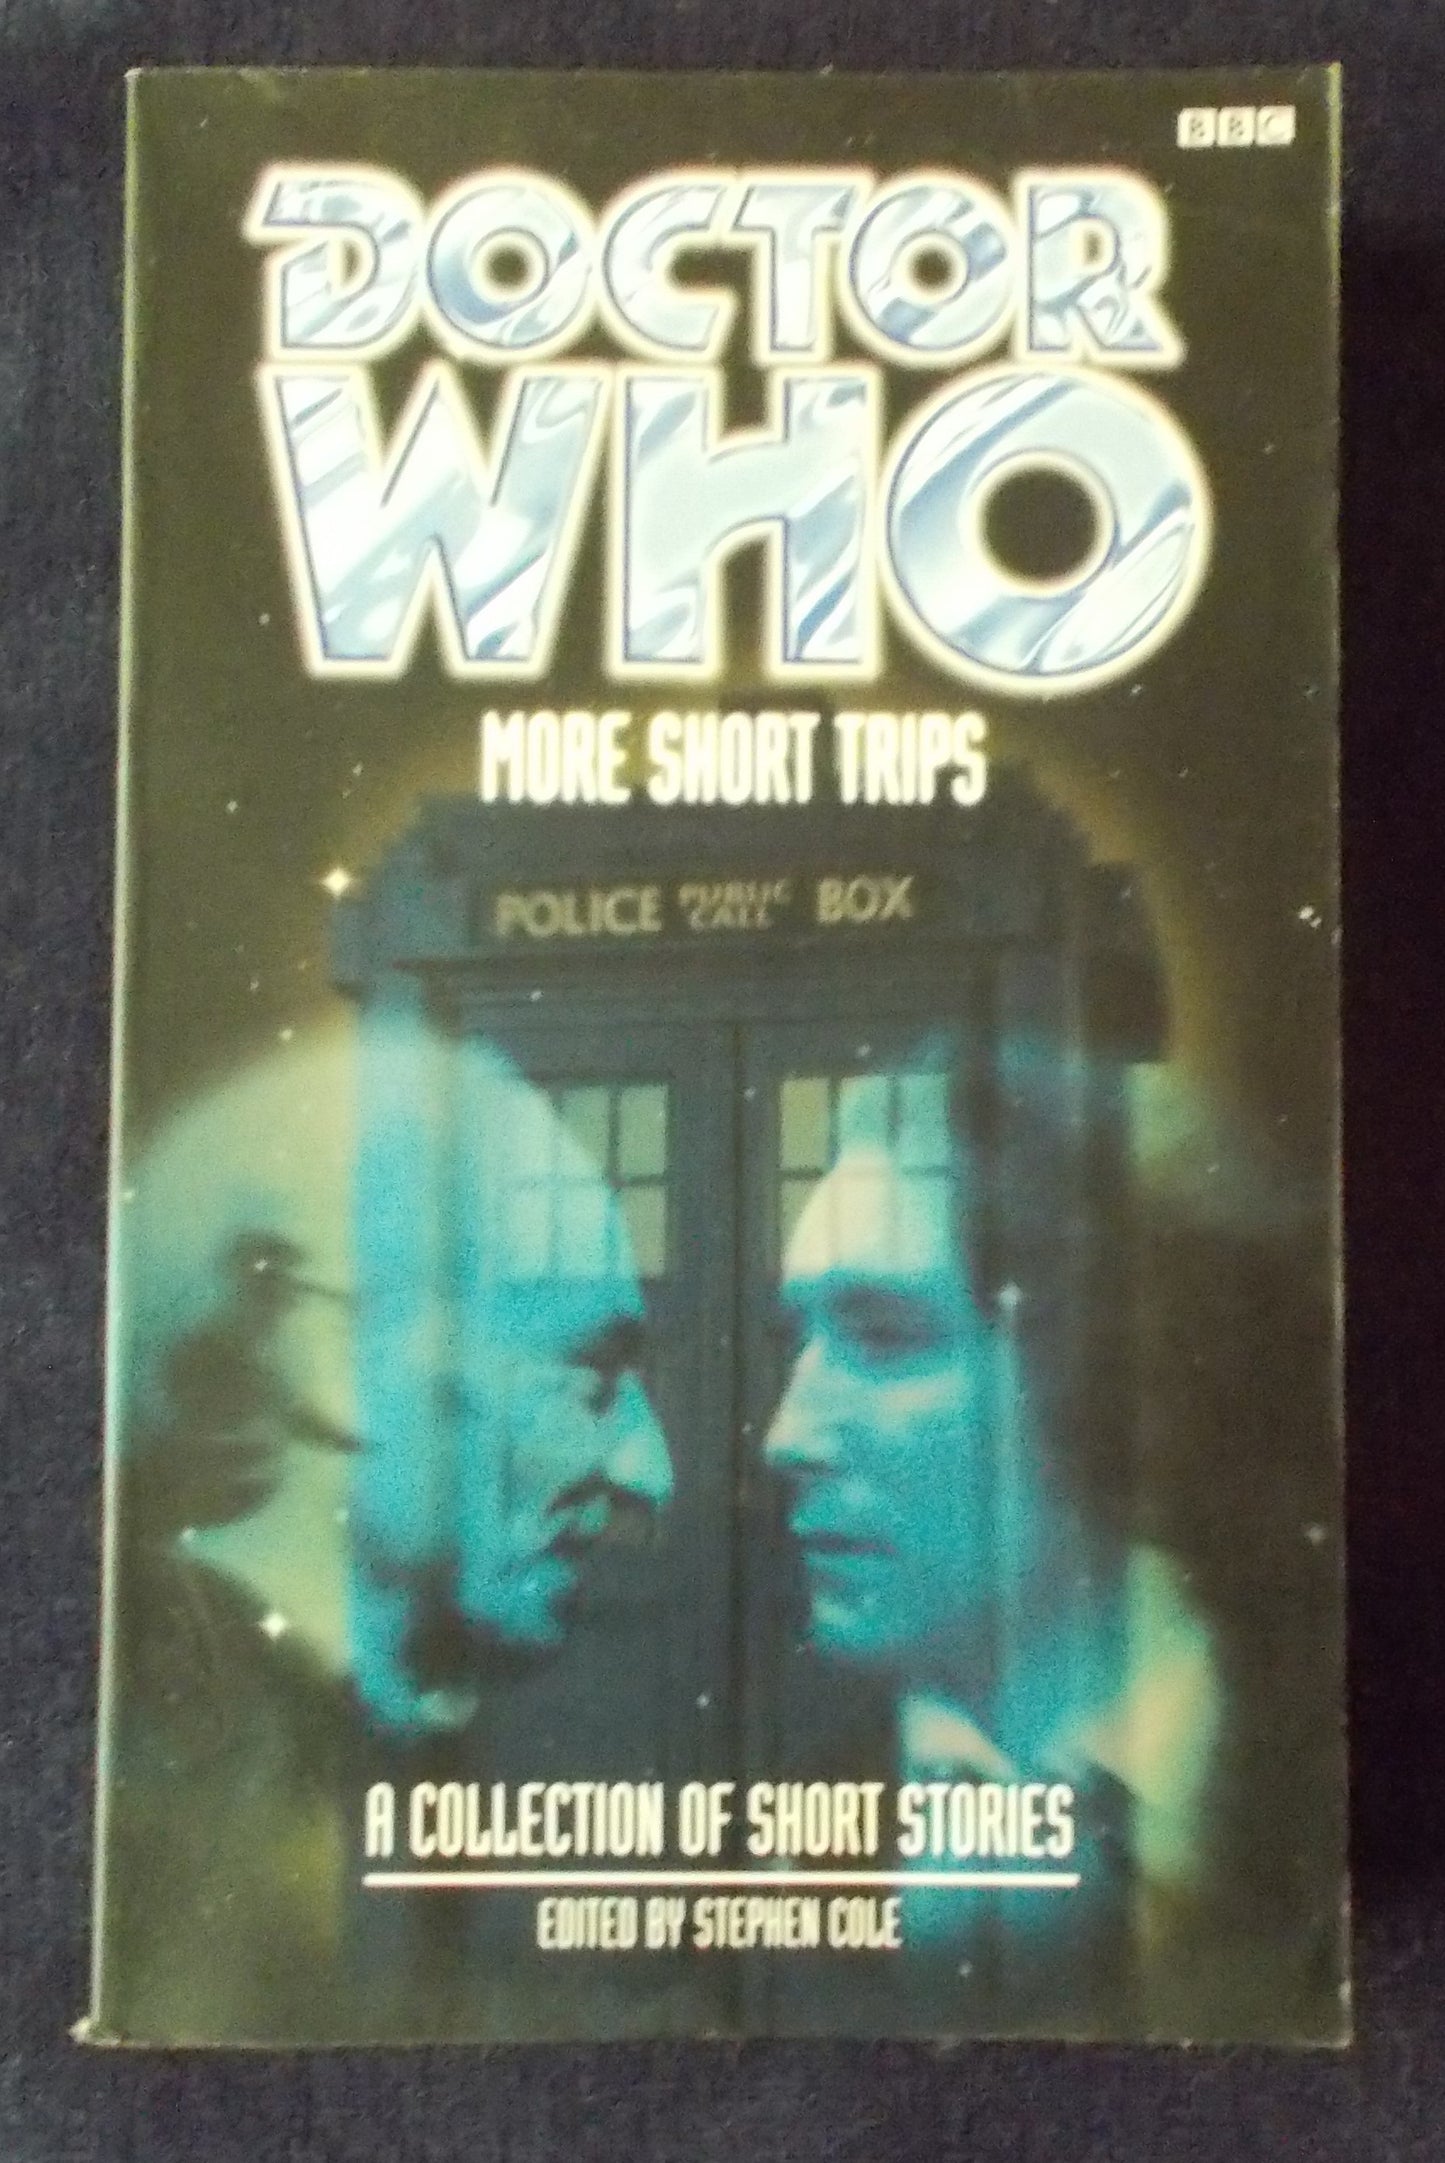 BBC
DOCTOR
WHO
MORE SHORT TRIPS
POLICE PUBLIC CALL BOX
A COLLECTION OF SHORT STORIES
EDITED BY STEPHEN COLE